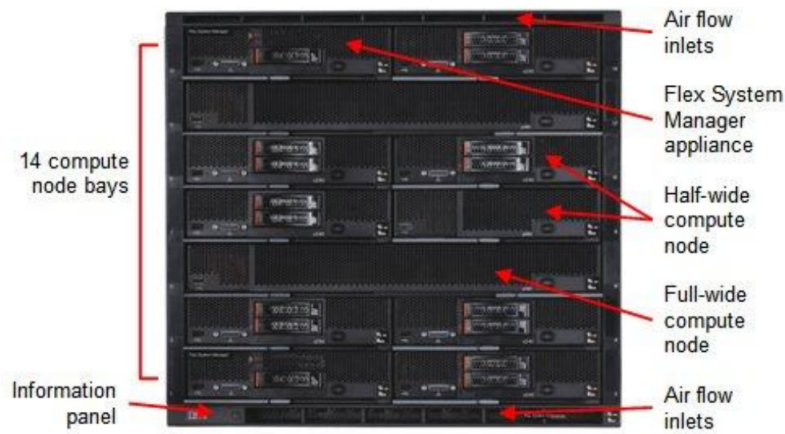 Air flow
inlets
Flex System
Manager
appliance
14 compute
node bays
Half-wide
compute
node
Full-wide
compute
node
Information
panel
Air flow
inlets